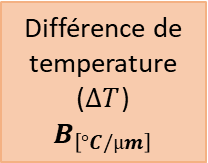 Différence de
temperature
(Δ𝑇)
𝑩[°𝑪/μ𝒎]